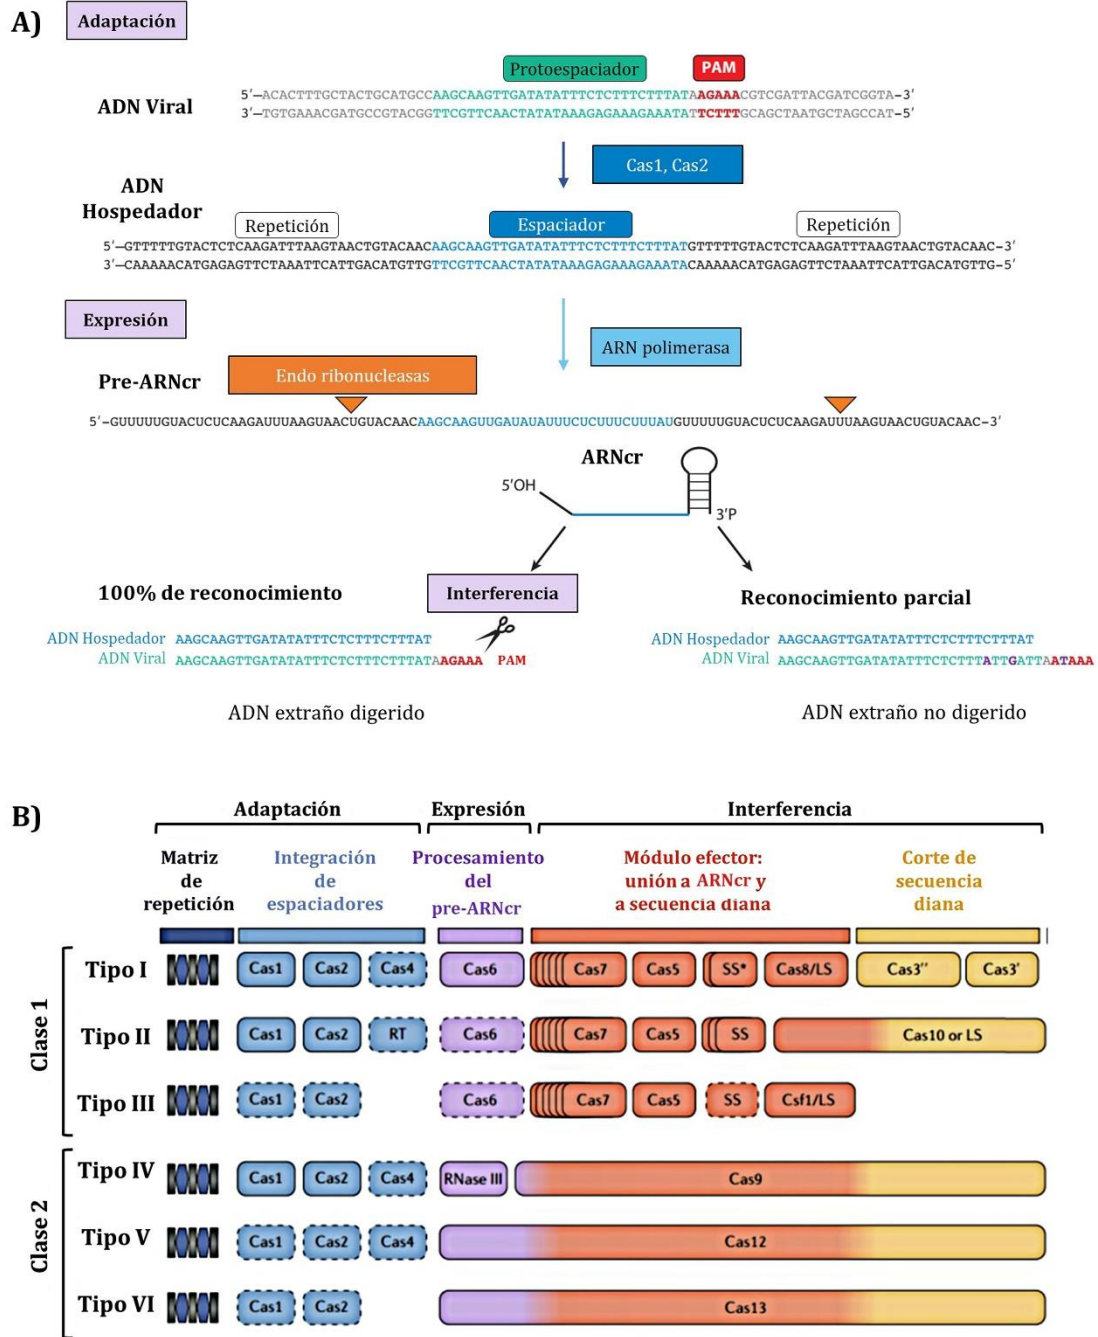 A)
Adaptación
Protoespaciador
PAM
ADN Viral
5′–ACACTTTGCTACTGCATGCCAAGCAAGTTGATATATTTCTCTTTCTTTATAAGAAACGTCGATTACGATCGGTA–3′
3′–TGTGAAACGATGCCGTACGGTTCGTTCAACTATATAAAGAGAAAGAAATATTCTTTGCAGCTAATGCTAGCCAT–5′
Cas1, Cas2
ADN
Hospedador
Repetición
Espaciador
Repetición
5′–GTTTTTGTACTCTCAAGATTTAAGTAACTGTACAACAAGCAAGTTGATATATTTCTCTTTCTTTATGTTTTTGTACTCTCAAGATTTAAGTAACTGTACAAC–3′
3′–CAAAAACATGAGAGTTCTAAATTCATTGACATGTTGTTCGTTCAACTATATAAAGAGAAAGAAATACAAAAACATGAGAGTTCTAAATTCATTGACATGTTG–5′
Expresión
ARN polimerasa
Endo ribonucleasas
Pre-ARNcr
5′–GUUUUUGUACUCUCAAGAUUUAAGUAACUGUACAACAAGCAAGUUGAUAUAUUUCUCUUUCUUUAUGUUUUUGUACUCUCAAGAUUUAAGUAACUGUACAAC–3′
ARNcr
5′OH
3′P
100% de reconocimiento
Interferencia
Reconocimiento parcial
ADN Hospedador AAGCAAGTTGATATATTTCTCTTTCTTTAT
ADN Viral AAGCAAGTTGATATATTTCTCTTTCTTTATAAGAAA PAM
ADN Hospedador AAGCAAGTTGATATATTTCTCTTTCTTTAT
ADN Viral AAGCAAGTTGATATATTTCTCTTTATTGATTAATAAA
ADN extraño digerido
ADN extraño no digerido
B)
Adaptación Expresión Interferencia
Matriz
de
repetición
Integración
de
espaciadores
Procesamiento
del
pre-ARNcr
Módulo efector:
unión a ARNcr y
a secuencia diana
Corte de
secuencia
diana
Clase 1
Tipo I Cas1 Cas2 Cas4 Cas6 Cas7 Cas5 SS* Cas8/LS Cas3′′ Cas3′
Tipo II Cas1 Cas2 RT Cas6 Cas7 Cas5 SS Cas10 or LS
Tipo III Cas1 Cas2 Cas6 Cas7 Cas5 SS Csf1/LS
Clase 2
Tipo IV Cas1 Cas2 Cas4 RNase III Cas9
Tipo V Cas1 Cas2 Cas4 Cas12
Tipo VI Cas1 Cas2 Cas13